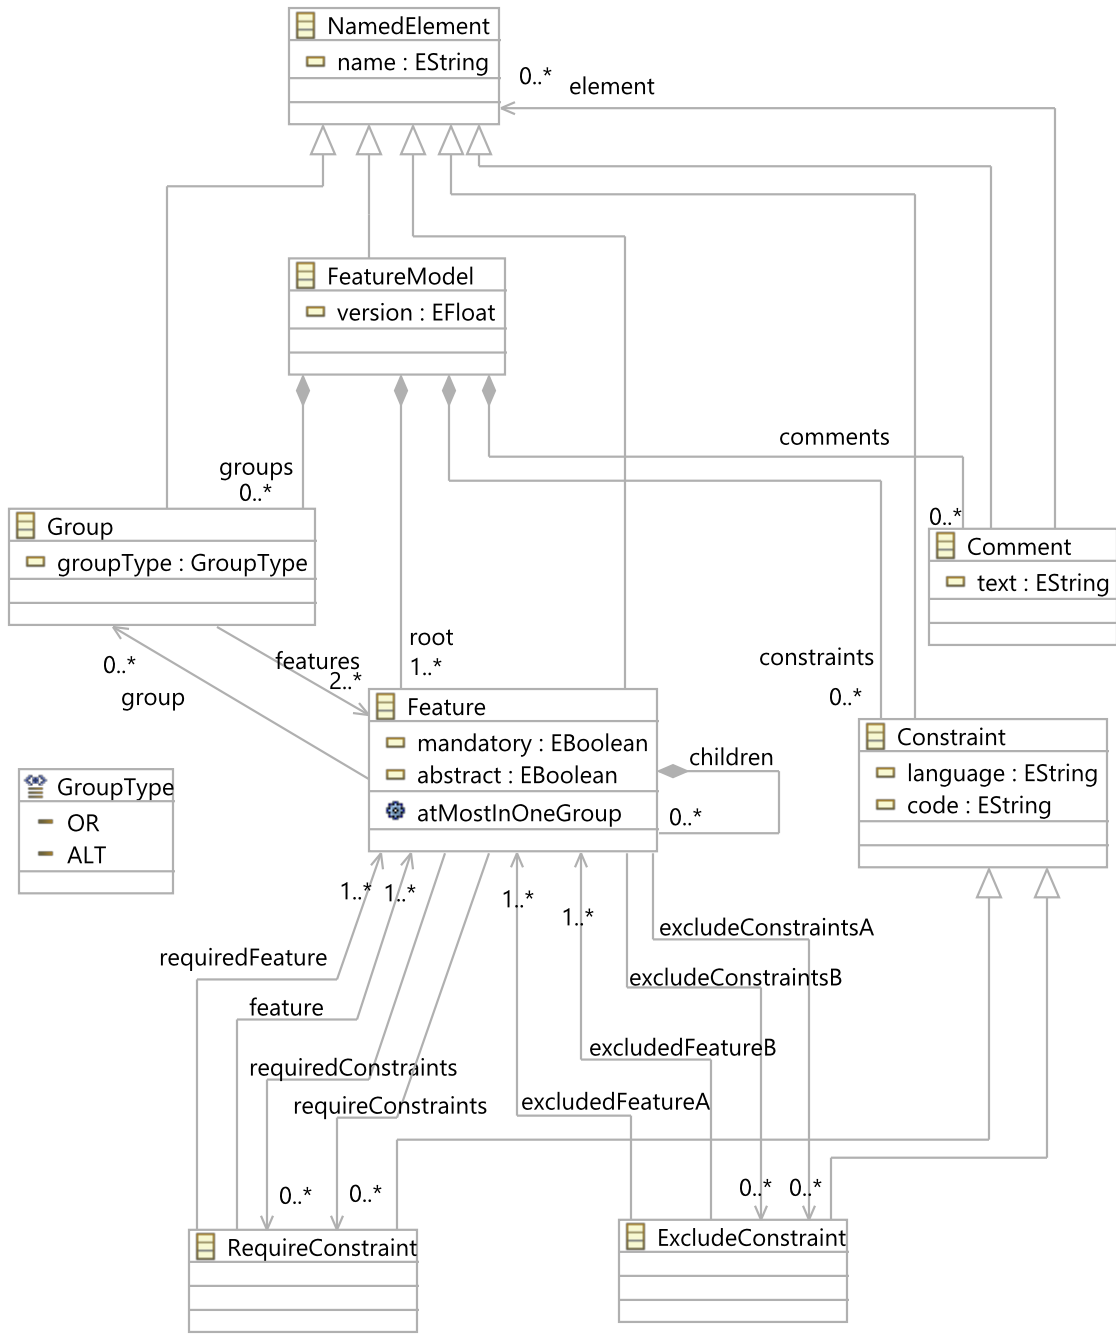 NamedElement
name : EString
0..*
element
FeatureModel
version : EFloat
comments
groups
0..*
0..*
Group
groupType : GroupType
Comment
text : EString
root
1..*
features
2..*
0..*
group
constraints
0..*
Feature
mandatory : EBoolean
abstract : EBoolean
atMostInOneGroup
children
0..*
Constraint
language : EString
code : EString
GroupType
OR
ALT
1..*
1..*
1..*
1..*
requiredFeature
feature
excludeConstraintsA
excludeConstraintsB
requiredConstraints
requireConstraints
excludedFeatureB
excludedFeatureA
0..*
0..*
0..*
0..*
RequireConstraint
ExcludeConstraint